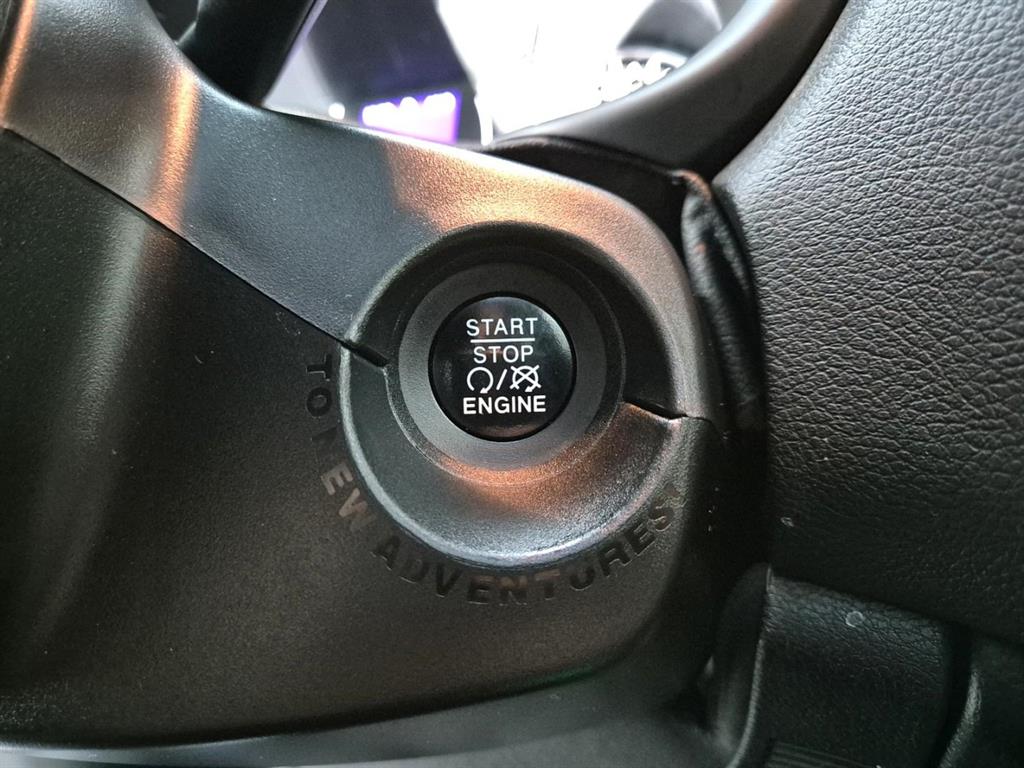 START
STOP
/
ENGINE
TO NEW ADVENTURES!